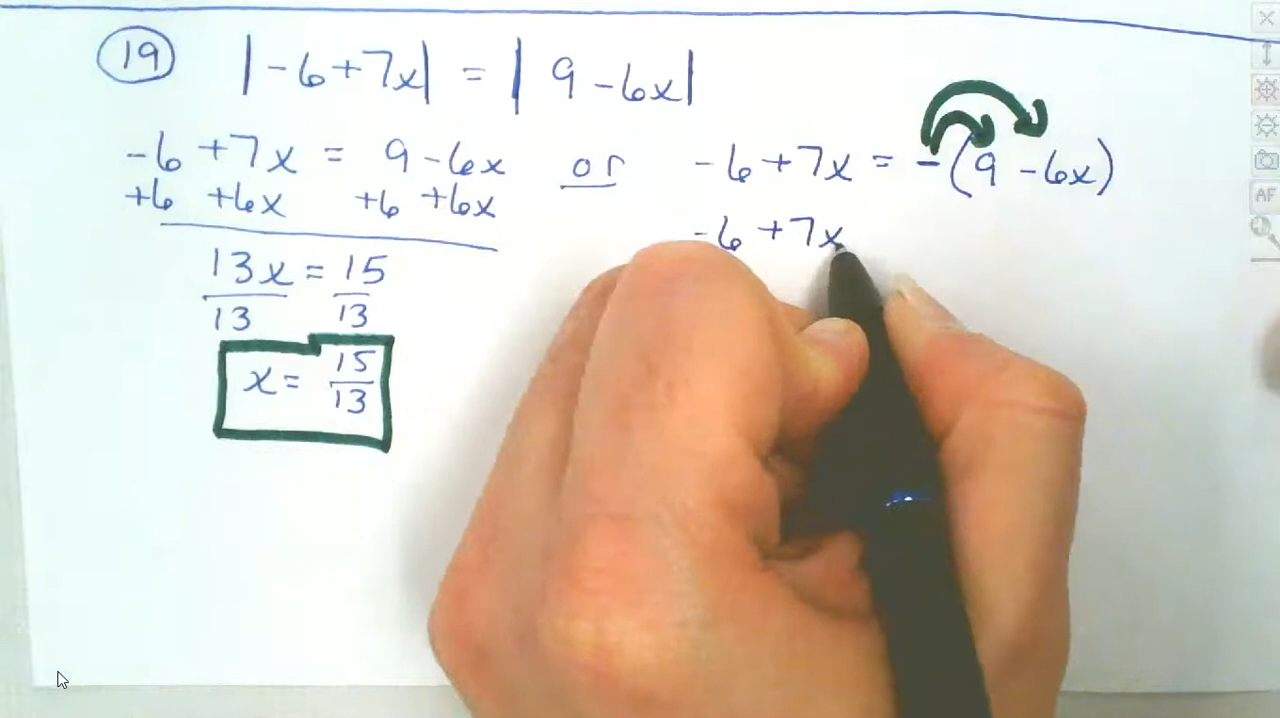 19 |-6+7x| = |9-6x|
-6+7x = 9-6x or -6+7x = -(9-6x)
+6 +6x +6 +6x -6+7x
13x = 15
13 13
x = 15
13
AF